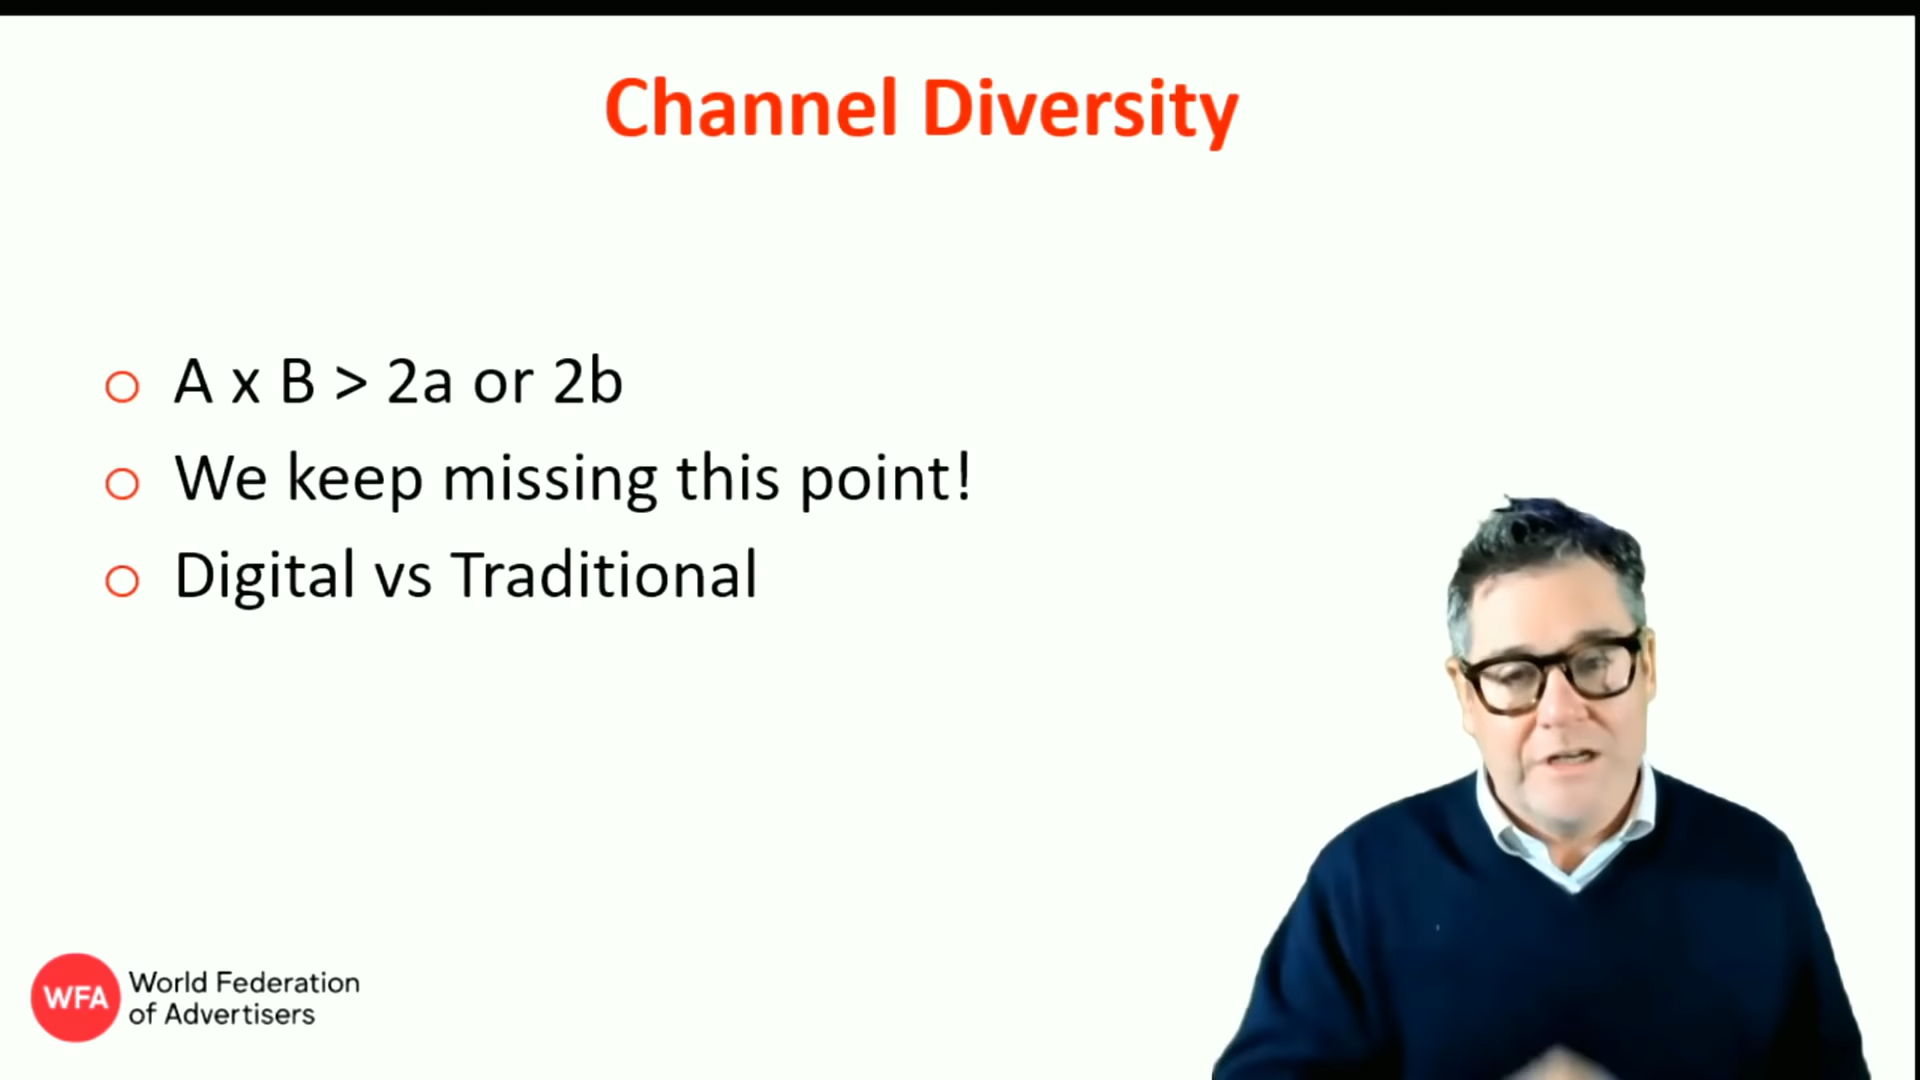 Channel Diversity
A x B > 2a or 2b
We keep missing this point!
Digital vs Traditional
WFA
World Federation
of Advertisers